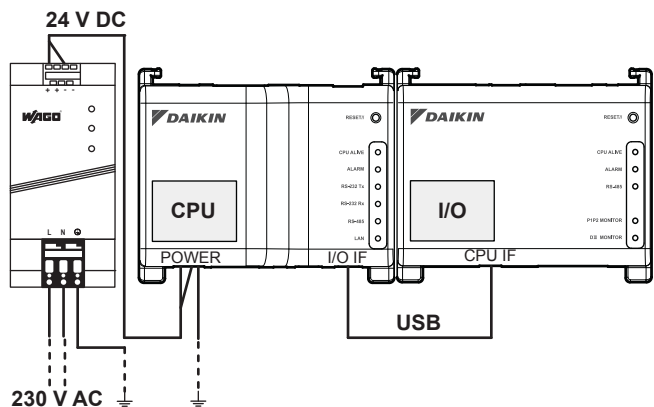 24 V DC
+ + - -
WAGO
L N
230 V AC
DAIKIN
RESET/I
CPU ALIVE
ALARM
RS-232 Tx
RS-232 Rx
RS-485
LAN
CPU
POWER
I/O IF
DAIKIN
RESET/I
CPU ALIVE
ALARM
RS-485
P1P2 MONITOR
DIII MONITOR
I/O
CPU IF
USB